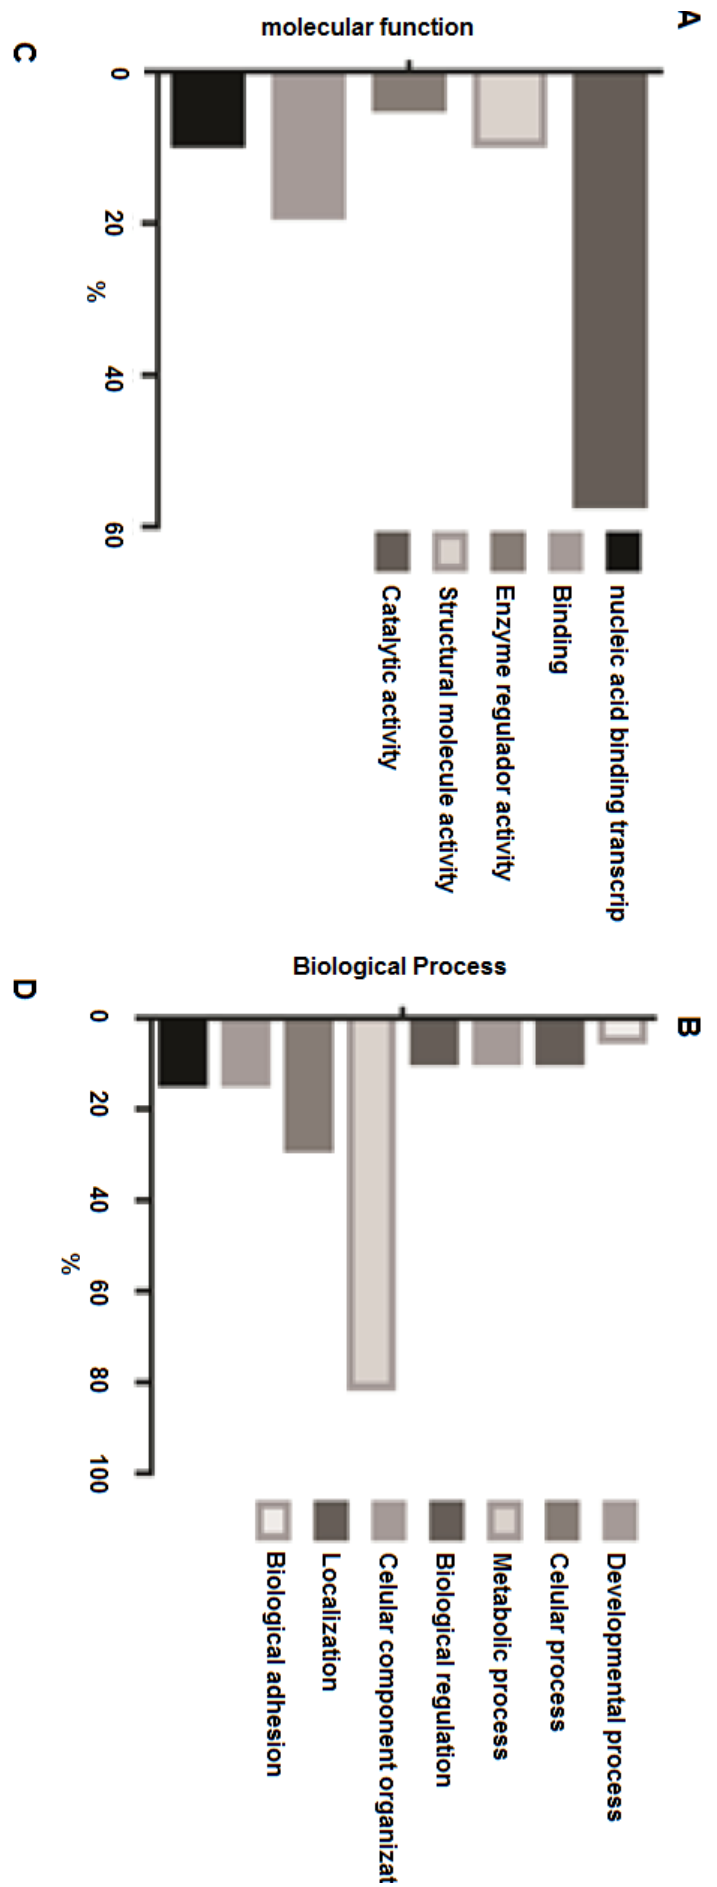 A
molecular function
0
20
40
60
%
nucleic acid binding transcrip
Binding
Enzyme regulador activity
Structural molecule activity
Catalytic activity
B
Biological Process
0
20
40
60
80
100
%
Developmental process
Celular process
Metabolic process
Biological regulation
Celular component organizat
Localization
Biological adhesion
C
D